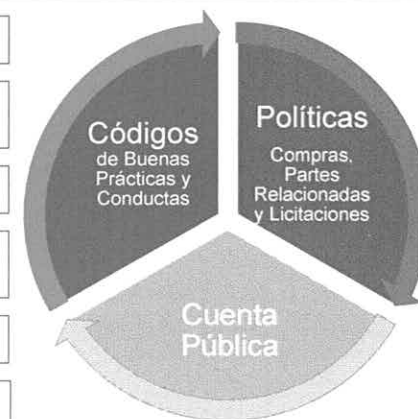 Códigos
de Buenas
Prácticas y
Conductas
Políticas
Compras,
Partes
Relacionadas
y Licitaciones
Cuenta
Pública